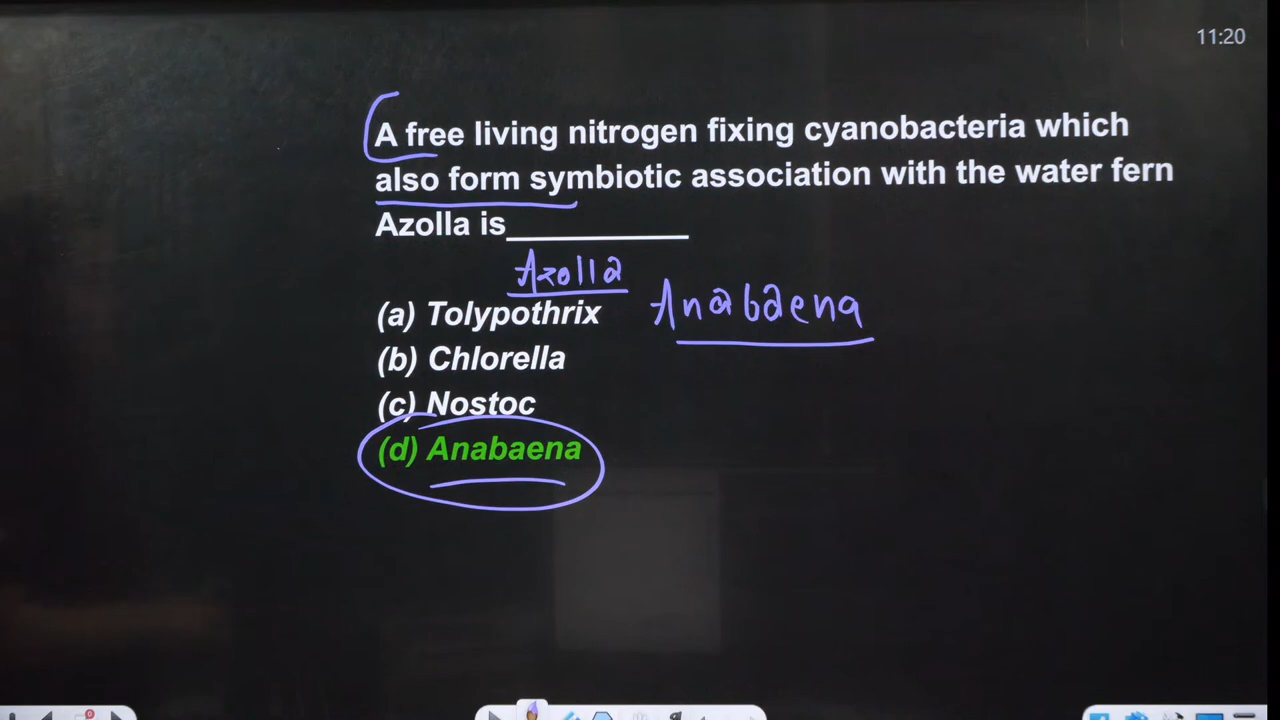 11:20
A free living nitrogen fixing cyanobacteria which
also form symbiotic association with the water fern
Azolla is__________
Azolla
(a) Tolypothrix
Anabaena
(b) Chlorella
(c) Nostoc
(d) Anabaena